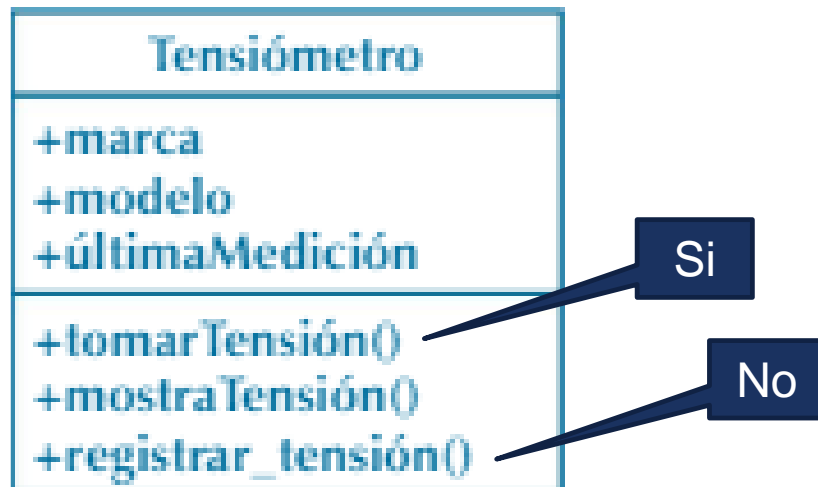 Tensiómetro
+marca
+modelo
+últimaMedición
Si
+tomarTensión()
+mostraTensión()
No
+registrar_tensión()